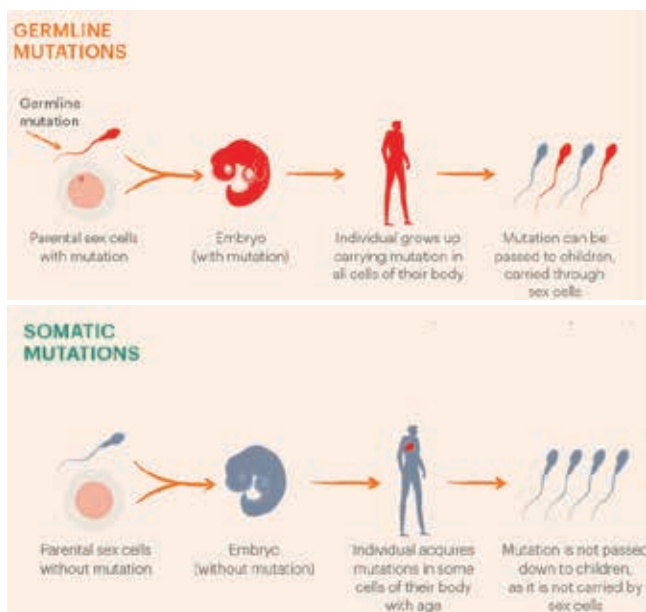 GERMLINE
MUTATIONS
Germline
mutation
Parental sex cells
with mutation
Embryo
(with mutation)
Individual grows up
carrying mutation in
all cells of their body
Mutation can be
passed to children,
carried through
sex cells
SOMATIC
MUTATIONS
Parental sex cells
without mutation
Embryo
(without mutation)
Individual acquires
mutations in some
cells of their body
with age
Mutation is not passed
down to children,
as it is not carried by
sex cells